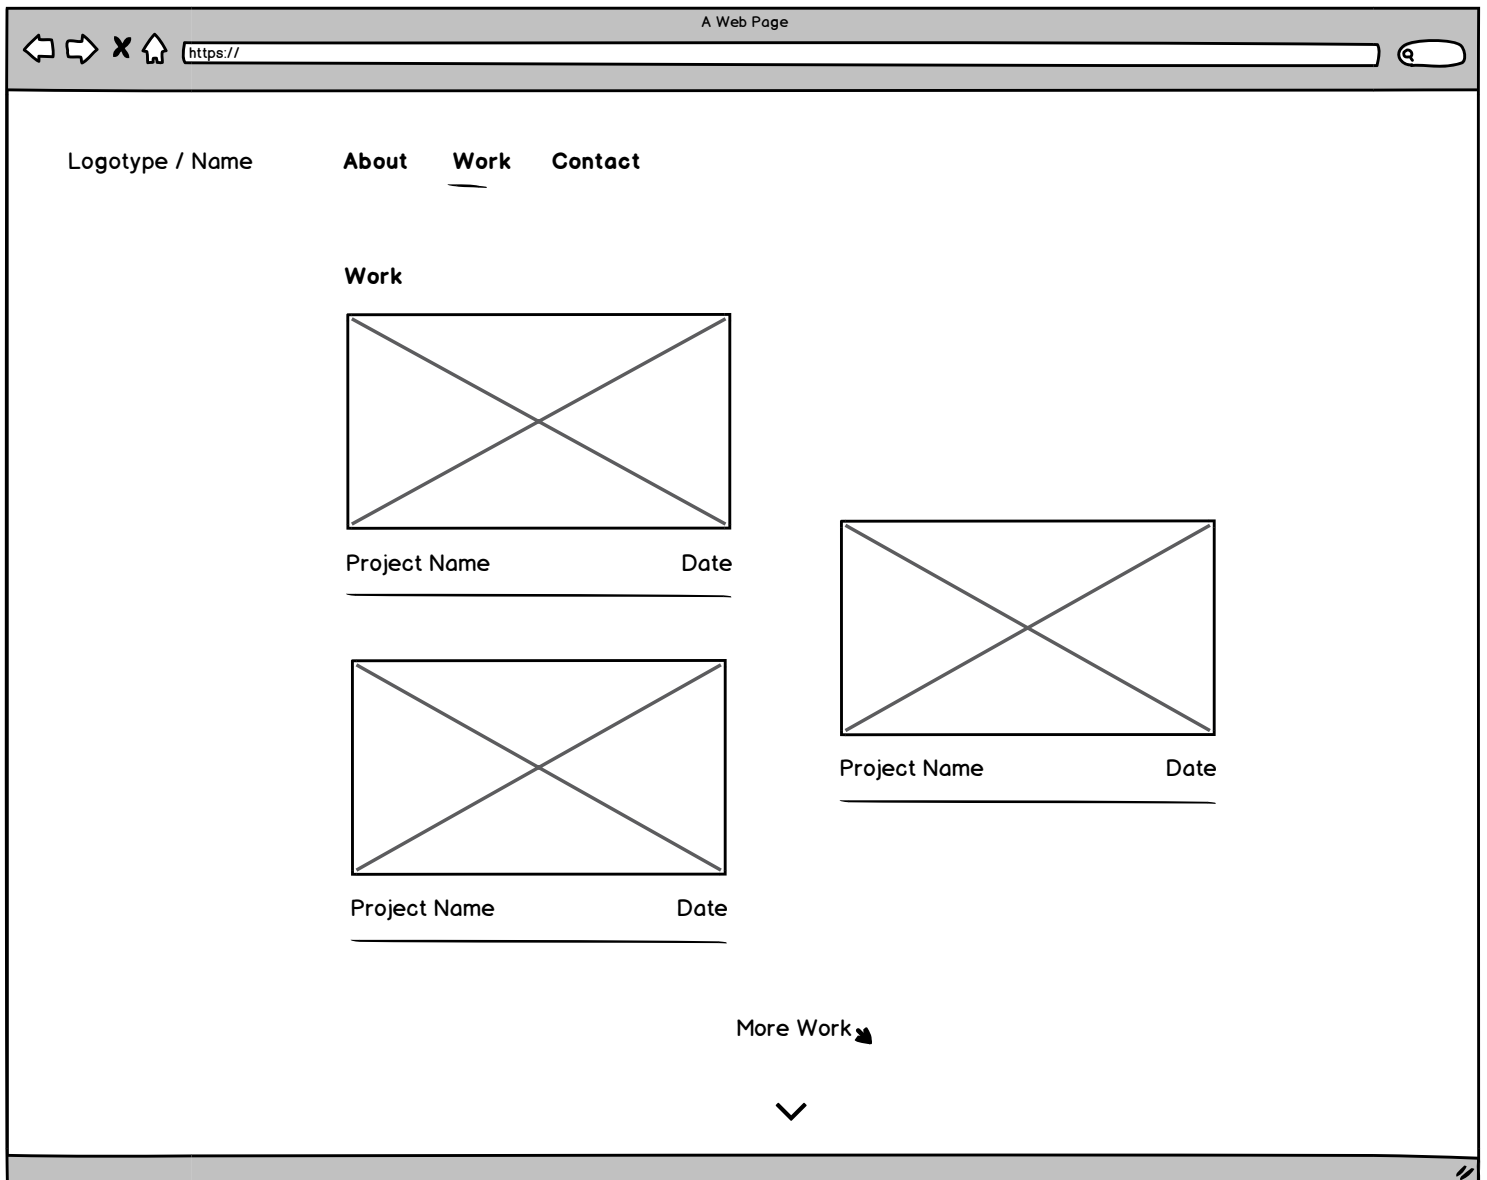 A Web Page
https://
Logotype / Name
About
Work
Contact
Work
Project Name
Date
Project Name
Date
Project Name
Date
More Work